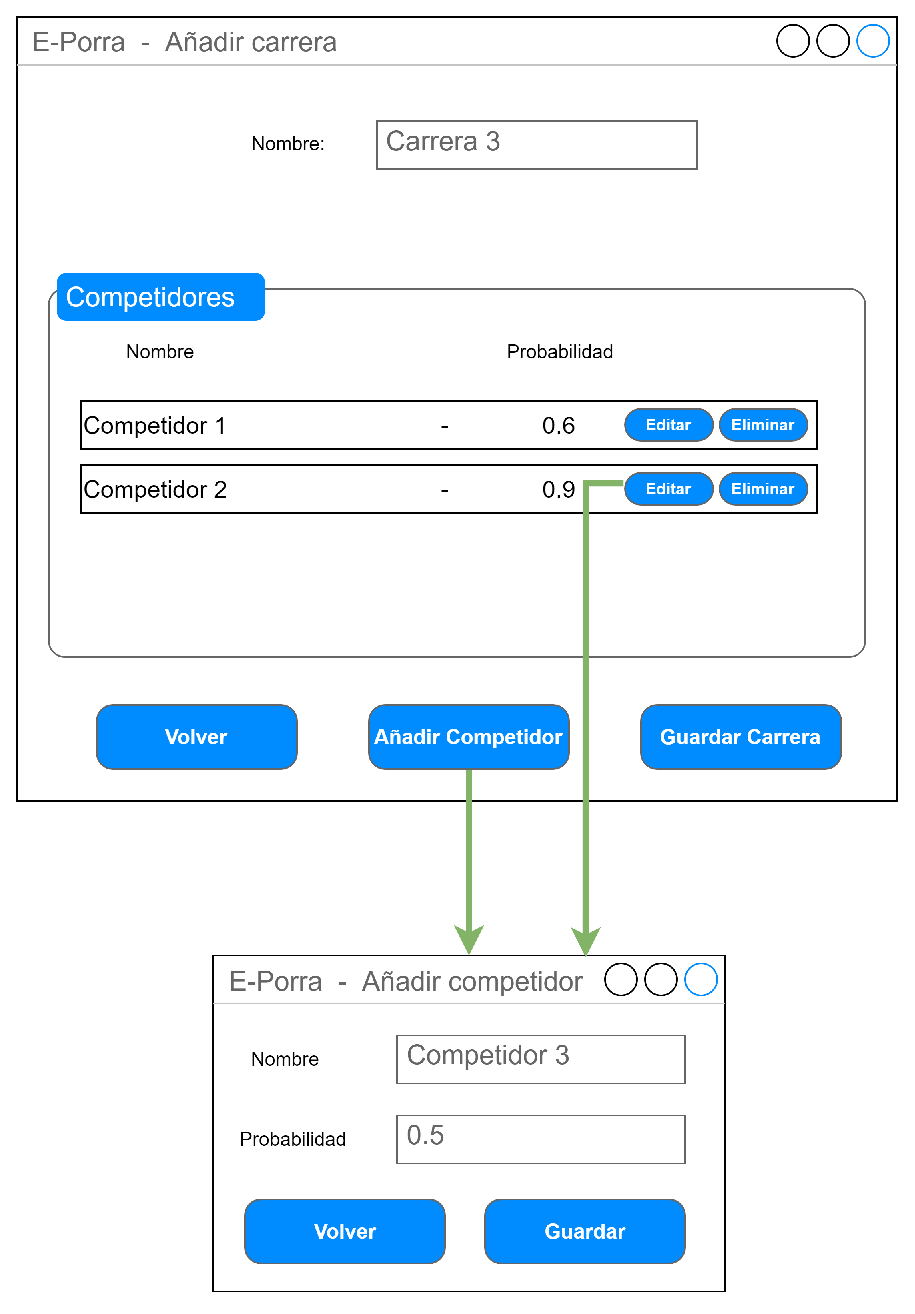 E-Porra - Añadir carrera
Nombre: Carrera 3
Competidores
Nombre Probabilidad
Competidor 1 - 0.6 Editar Eliminar
Competidor 2 - 0.9 Editar Eliminar
Volver Añadir Competidor Guardar Carrera
E-Porra - Añadir competidor
Nombre Competidor 3
Probabilidad 0.5
Volver Guardar